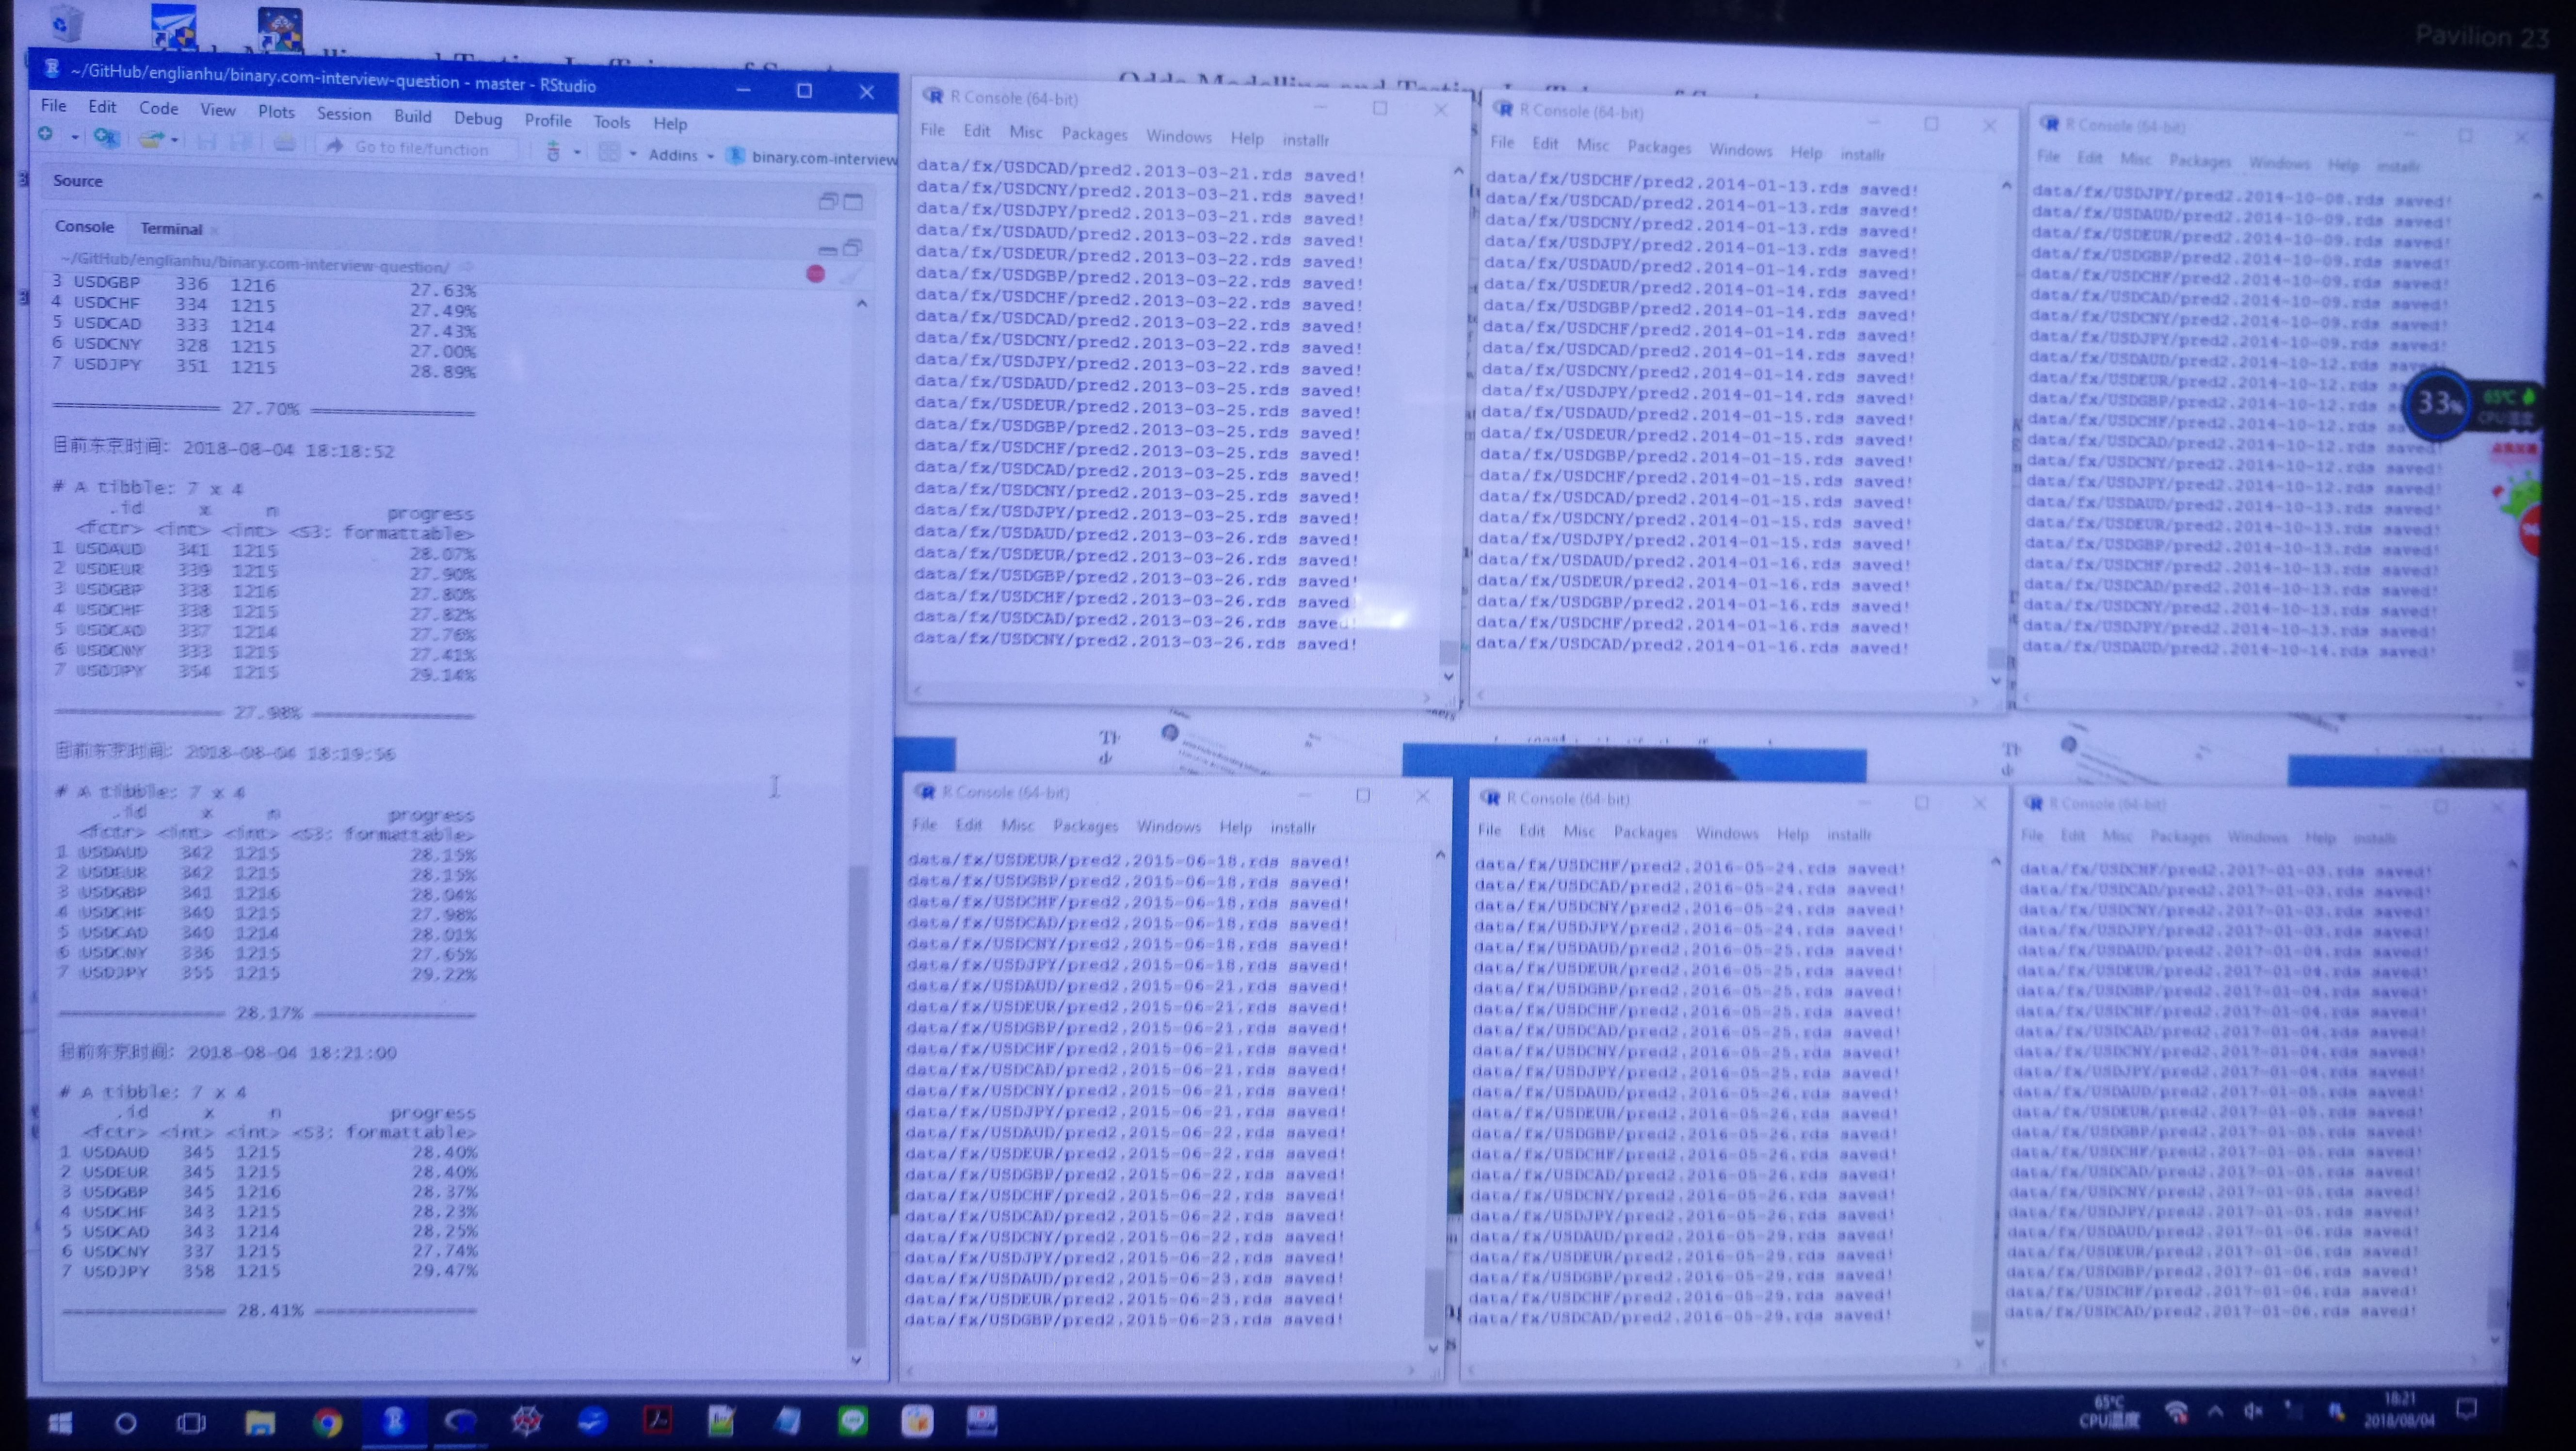 Pavilion 23
~/GitHub/englianhu/binary.com-interview-question - master - RStudio
File Edit Code View Plots Session Build Debug Profile Tools Help
Go to file/function Addins binary.com-interview
Source
Console Terminal
~/GitHub/englianhu/binary.com-interview-question/
3 USDGBP 336 1216 27.63%
4 USDCHF 334 1215 27.49%
5 USDCAD 333 1214 27.43%
6 USDCNY 328 1215 27.00%
7 USDJPY 351 1215 28.89%
================ 27.70% ================
目前东京时间: 2018-08-04 18:18:52
# A tibble: 7 x 4
.id x n progress
<fctr> <int> <int> <S3: formattable>
1 USDAUD 341 1215 28.07%
2 USDEUR 339 1215 27.90%
3 USDGBP 338 1216 27.80%
4 USDCHF 338 1215 27.82%
5 USDCAD 337 1214 27.76%
6 USDCNY 333 1215 27.41%
7 USDJPY 354 1215 29.14%
================ 27.98% ================
目前东京时间: 2018-08-04 18:19:56
# A tibble: 7 x 4
.id x n progress
<fctr> <int> <int> <S3: formattable>
1 USDAUD 342 1215 28.15%
2 USDEUR 342 1215 28.15%
3 USDGBP 341 1216 28.04%
4 USDCHF 340 1215 27.98%
5 USDCAD 340 1214 28.01%
6 USDCNY 336 1215 27.65%
7 USDJPY 355 1215 29.22%
================ 28.17% ================
目前东京时间: 2018-08-04 18:21:00
# A tibble: 7 x 4
.id x n progress
<fctr> <int> <int> <S3: formattable>
1 USDAUD 345 1215 28.40%
2 USDEUR 345 1215 28.40%
3 USDGBP 345 1216 28.37%
4 USDCHF 343 1215 28.23%
5 USDCAD 343 1214 28.25%
6 USDCNY 337 1215 27.74%
7 USDJPY 358 1215 29.47%
================ 28.41% ================
R Console (64-bit)
File Edit Misc Packages Windows Help installr
data/fx/USDCAD/pred2.2013-03-21.rds saved!
data/fx/USDCNY/pred2.2013-03-21.rds saved!
data/fx/USDJPY/pred2.2013-03-21.rds saved!
data/fx/USDAUD/pred2.2013-03-22.rds saved!
data/fx/USDEUR/pred2.2013-03-22.rds saved!
data/fx/USDGBP/pred2.2013-03-22.rds saved!
data/fx/USDCHF/pred2.2013-03-22.rds saved!
data/fx/USDCAD/pred2.2013-03-22.rds saved!
data/fx/USDCNY/pred2.2013-03-22.rds saved!
data/fx/USDJPY/pred2.2013-03-22.rds saved!
data/fx/USDAUD/pred2.2013-03-25.rds saved!
data/fx/USDEUR/pred2.2013-03-25.rds saved!
data/fx/USDGBP/pred2.2013-03-25.rds saved!
data/fx/USDCHF/pred2.2013-03-25.rds saved!
data/fx/USDCAD/pred2.2013-03-25.rds saved!
data/fx/USDCNY/pred2.2013-03-25.rds saved!
data/fx/USDJPY/pred2.2013-03-25.rds saved!
data/fx/USDAUD/pred2.2013-03-26.rds saved!
data/fx/USDEUR/pred2.2013-03-26.rds saved!
data/fx/USDGBP/pred2.2013-03-26.rds saved!
data/fx/USDCHF/pred2.2013-03-26.rds saved!
data/fx/USDCAD/pred2.2013-03-26.rds saved!
data/fx/USDCNY/pred2.2013-03-26.rds saved!
R Console (64-bit)
File Edit Misc Packages Windows Help installr
data/fx/USDCHF/pred2.2014-01-13.rds saved!
data/fx/USDCAD/pred2.2014-01-13.rds saved!
data/fx/USDCNY/pred2.2014-01-13.rds saved!
data/fx/USDJPY/pred2.2014-01-13.rds saved!
data/fx/USDAUD/pred2.2014-01-14.rds saved!
data/fx/USDEUR/pred2.2014-01-14.rds saved!
data/fx/USDGBP/pred2.2014-01-14.rds saved!
data/fx/USDCHF/pred2.2014-01-14.rds saved!
data/fx/USDCAD/pred2.2014-01-14.rds saved!
data/fx/USDCNY/pred2.2014-01-14.rds saved!
data/fx/USDJPY/pred2.2014-01-14.rds saved!
data/fx/USDAUD/pred2.2014-01-15.rds saved!
data/fx/USDEUR/pred2.2014-01-15.rds saved!
data/fx/USDGBP/pred2.2014-01-15.rds saved!
data/fx/USDCHF/pred2.2014-01-15.rds saved!
data/fx/USDCAD/pred2.2014-01-15.rds saved!
data/fx/USDCNY/pred2.2014-01-15.rds saved!
data/fx/USDJPY/pred2.2014-01-15.rds saved!
data/fx/USDAUD/pred2.2014-01-16.rds saved!
data/fx/USDEUR/pred2.2014-01-16.rds saved!
data/fx/USDGBP/pred2.2014-01-16.rds saved!
data/fx/USDCHF/pred2.2014-01-16.rds saved!
data/fx/USDCAD/pred2.2014-01-16.rds saved!
R Console (64-bit)
File Edit Misc Packages Windows Help installr
data/fx/USDJPY/pred2.2014-10-08.rds saved!
data/fx/USDAUD/pred2.2014-10-09.rds saved!
data/fx/USDEUR/pred2.2014-10-09.rds saved!
data/fx/USDGBP/pred2.2014-10-09.rds saved!
data/fx/USDCHF/pred2.2014-10-09.rds saved!
data/fx/USDCAD/pred2.2014-10-09.rds saved!
data/fx/USDCNY/pred2.2014-10-09.rds saved!
data/fx/USDJPY/pred2.2014-10-09.rds saved!
data/fx/USDAUD/pred2.2014-10-12.rds saved!
data/fx/USDEUR/pred2.2014-10-12.rds
data/fx/USDGBP/pred2.2014-10-12.rds
data/fx/USDCHF/pred2.2014-10-12.rds
data/fx/USDCAD/pred2.2014-10-12.rds saved!
data/fx/USDCNY/pred2.2014-10-12.rds saved!
data/fx/USDJPY/pred2.2014-10-12.rds saved!
data/fx/USDAUD/pred2.2014-10-13.rds saved!
data/fx/USDEUR/pred2.2014-10-13.rds saved!
data/fx/USDGBP/pred2.2014-10-13.rds saved!
data/fx/USDCHF/pred2.2014-10-13.rds saved!
data/fx/USDCAD/pred2.2014-10-13.rds saved!
data/fx/USDCNY/pred2.2014-10-13.rds saved!
data/fx/USDJPY/pred2.2014-10-13.rds saved!
data/fx/USDAUD/pred2.2014-10-14.rds saved!
33%
65℃
CPU温度
R Console (64-bit)
File Edit Misc Packages Windows Help installr
data/fx/USDEUR/pred2.2015-06-18.rds saved!
data/fx/USDGBP/pred2.2015-06-18.rds saved!
data/fx/USDCHF/pred2.2015-06-18.rds saved!
data/fx/USDCAD/pred2.2015-06-18.rds saved!
data/fx/USDCNY/pred2.2015-06-18.rds saved!
data/fx/USDJPY/pred2.2015-06-18.rds saved!
data/fx/USDAUD/pred2.2015-06-21.rds saved!
data/fx/USDEUR/pred2.2015-06-21.rds saved!
data/fx/USDGBP/pred2.2015-06-21.rds saved!
data/fx/USDCHF/pred2.2015-06-21.rds saved!
data/fx/USDCAD/pred2.2015-06-21.rds saved!
data/fx/USDCNY/pred2.2015-06-21.rds saved!
data/fx/USDJPY/pred2.2015-06-21.rds saved!
data/fx/USDAUD/pred2.2015-06-22.rds saved!
data/fx/USDEUR/pred2.2015-06-22.rds saved!
data/fx/USDGBP/pred2.2015-06-22.rds saved!
data/fx/USDCHF/pred2.2015-06-22.rds saved!
data/fx/USDCAD/pred2.2015-06-22.rds saved!
data/fx/USDCNY/pred2.2015-06-22.rds saved!
data/fx/USDJPY/pred2.2015-06-22.rds saved!
data/fx/USDAUD/pred2.2015-06-23.rds saved!
data/fx/USDEUR/pred2.2015-06-23.rds saved!
data/fx/USDGBP/pred2.2015-06-23.rds saved!
R Console (64-bit)
File Edit Misc Packages Windows Help installr
data/fx/USDCHF/pred2.2016-05-24.rds saved!
data/fx/USDCAD/pred2.2016-05-24.rds saved!
data/fx/USDCNY/pred2.2016-05-24.rds saved!
data/fx/USDJPY/pred2.2016-05-24.rds saved!
data/fx/USDAUD/pred2.2016-05-25.rds saved!
data/fx/USDEUR/pred2.2016-05-25.rds saved!
data/fx/USDGBP/pred2.2016-05-25.rds saved!
data/fx/USDCHF/pred2.2016-05-25.rds saved!
data/fx/USDCAD/pred2.2016-05-25.rds saved!
data/fx/USDCNY/pred2.2016-05-25.rds saved!
data/fx/USDJPY/pred2.2016-05-25.rds saved!
data/fx/USDAUD/pred2.2016-05-26.rds saved!
data/fx/USDEUR/pred2.2016-05-26.rds saved!
data/fx/USDGBP/pred2.2016-05-26.rds saved!
data/fx/USDCHF/pred2.2016-05-26.rds saved!
data/fx/USDCAD/pred2.2016-05-26.rds saved!
data/fx/USDCNY/pred2.2016-05-26.rds saved!
data/fx/USDJPY/pred2.2016-05-26.rds saved!
data/fx/USDAUD/pred2.2016-05-29.rds saved!
data/fx/USDEUR/pred2.2016-05-29.rds saved!
data/fx/USDGBP/pred2.2016-05-29.rds saved!
data/fx/USDCHF/pred2.2016-05-29.rds saved!
data/fx/USDCAD/pred2.2016-05-29.rds saved!
R Console (64-bit)
File Edit Misc Packages Windows Help installr
data/fx/USDCHF/pred2.2017-01-03.rds saved!
data/fx/USDCAD/pred2.2017-01-03.rds saved!
data/fx/USDCNY/pred2.2017-01-03.rds saved!
data/fx/USDJPY/pred2.2017-01-03.rds saved!
data/fx/USDAUD/pred2.2017-01-04.rds saved!
data/fx/USDEUR/pred2.2017-01-04.rds saved!
data/fx/USDGBP/pred2.2017-01-04.rds saved!
data/fx/USDCHF/pred2.2017-01-04.rds saved!
data/fx/USDCAD/pred2.2017-01-04.rds saved!
data/fx/USDCNY/pred2.2017-01-04.rds saved!
data/fx/USDJPY/pred2.2017-01-04.rds saved!
data/fx/USDAUD/pred2.2017-01-05.rds saved!
data/fx/USDEUR/pred2.2017-01-05.rds saved!
data/fx/USDGBP/pred2.2017-01-05.rds saved!
data/fx/USDCHF/pred2.2017-01-05.rds saved!
data/fx/USDCAD/pred2.2017-01-05.rds saved!
data/fx/USDCNY/pred2.2017-01-05.rds saved!
data/fx/USDJPY/pred2.2017-01-05.rds saved!
data/fx/USDAUD/pred2.2017-01-06.rds saved!
data/fx/USDEUR/pred2.2017-01-06.rds saved!
data/fx/USDGBP/pred2.2017-01-06.rds saved!
data/fx/USDCHF/pred2.2017-01-06.rds saved!
data/fx/USDCAD/pred2.2017-01-06.rds saved!
65℃
CPU温度
18:21
2018/08/04